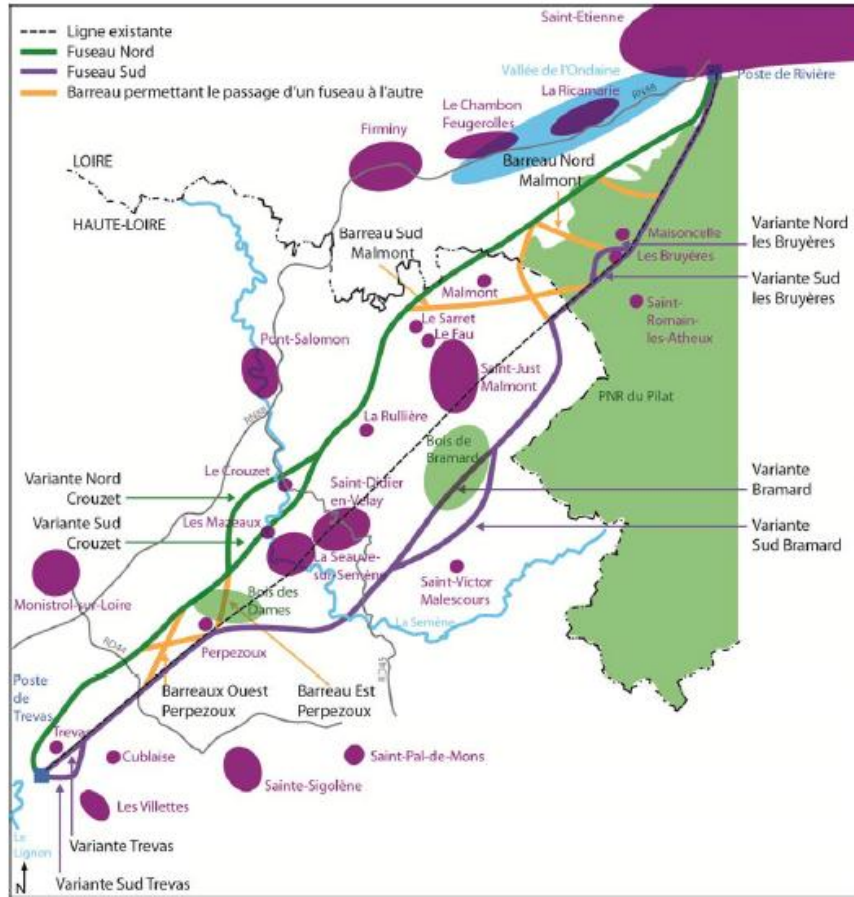 Ligne existante
Fuseau Nord
Fuseau Sud
Barreau permettant le passage d'un fuseau à l'autre
Saint-Etienne
Vallée de l'Ondaine
Poste de Rivière
La Ricamarie
RN88
Le Chambon
Feugerolles
Firminy
LOIRE
HAUTE-LOIRE
Barreau Nord
Malmont
Barreau Sud
Malmont
Maisoncelle
Les Bruyères
Variante Nord
les Bruyères
Variante Sud
les Bruyères
Malmont
Saint-
Romain-
les-Atheux
Le Sarret
Le Fau
Pont-Salomon
Saint-Just
Malmont
PNR du Pilat
RN88
La Rullière
Bois de
Bramard
Variante
Bramard
Variante Nord
Crouzet
Le Crouzet
Saint-Didier
en-Velay
Variante Sud
Crouzet
Les Mazeaux
Variante
Sud Bramard
La Seauve-
sur-Semène
Monistrol-sur-Loire
Saint-Victor
Malescours
Bois des
Dames
La Semène
RD44
Perpezoux
Poste
de
Trevas
Barreaux Ouest
Perpezoux
Barreau Est
Perpezoux
Trevas
Cublaise
Saint-Pal-de-Mons
Sainte-Sigolène
Les Villettes
Le
Lignon
Variante Trevas
N
Variante Sud Trevas